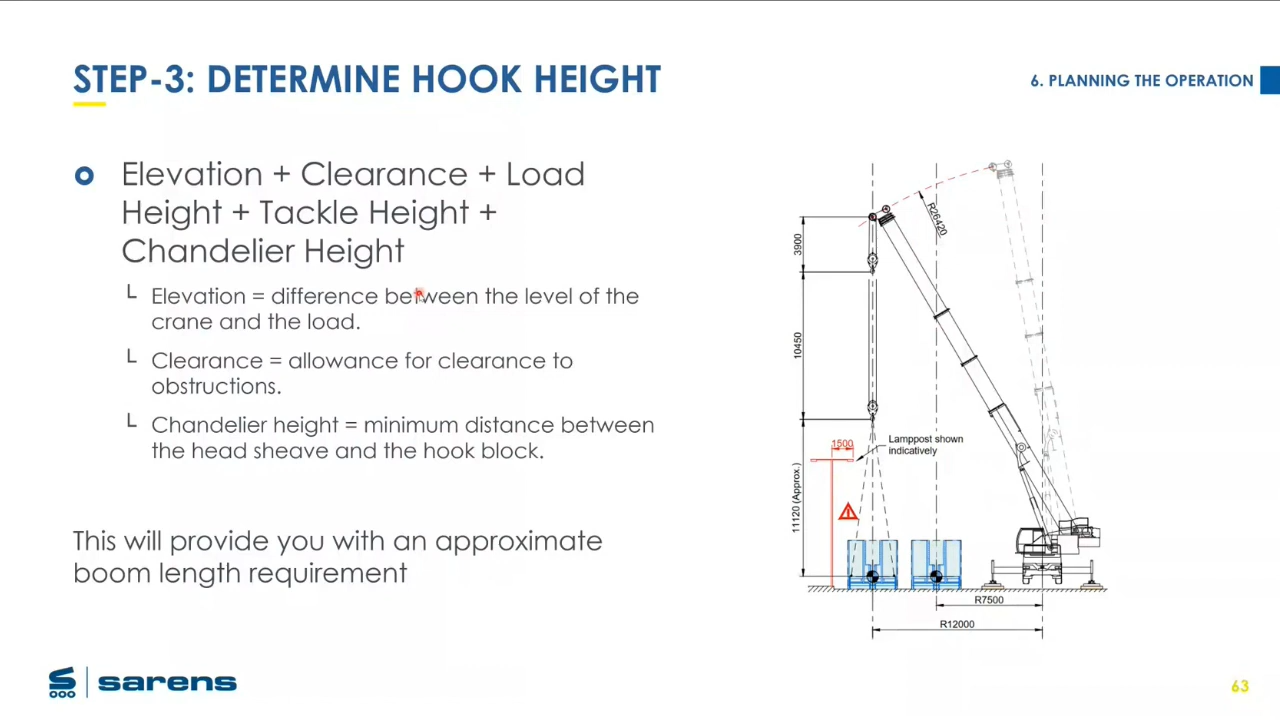 STEP-3: DETERMINE HOOK HEIGHT
6. PLANNING THE OPERATION
Elevation + Clearance + Load
Height + Tackle Height +
Chandelier Height
Elevation = difference between the level of the
crane and the load.
Clearance = allowance for clearance to
obstructions.
Chandelier height = minimum distance between
the head sheave and the hook block.
This will provide you with an approximate
boom length requirement
R26420
3900
10450
1500
Lamppost shown
indicatively
11120 (Approx.)
R7500
R12000
sarens
63